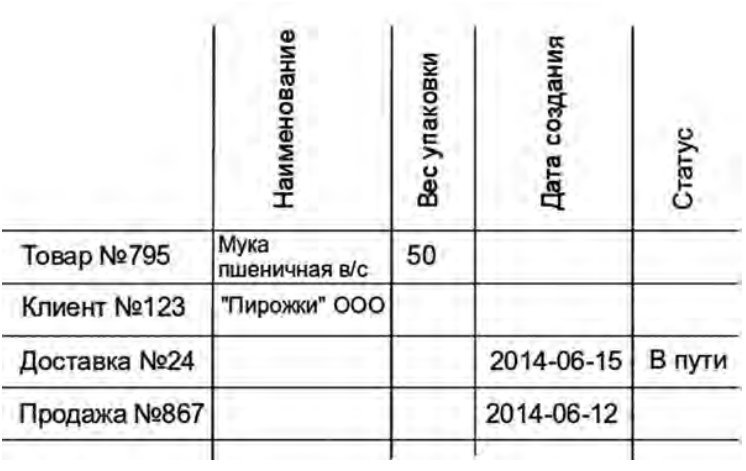 Наименование
Вес упаковки
Дата создания
Статус
Товар №795
Мука
пшеничная в/с
50
Клиент №123
"Пирожки" ООО
Доставка №24
2014-06-15
В пути
Продажа №867
2014-06-12